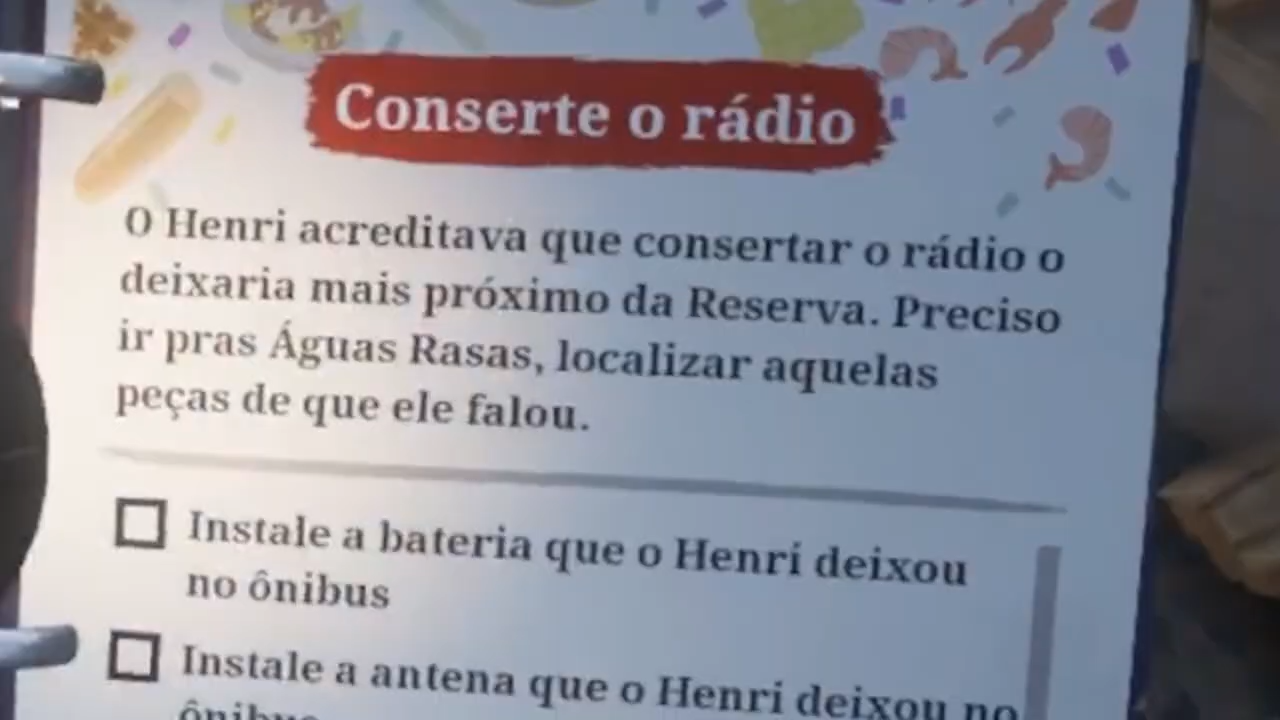 Conserte o rádio
O Henri acreditava que consertar o rádio o
deixaria mais próximo da Reserva. Preciso
ir pras Águas Rasas, localizar aquelas
peças de que ele falou.
Instale a bateria que o Henri deixou
no ônibus
Instale a antena que o Henri deixou no
ônibus